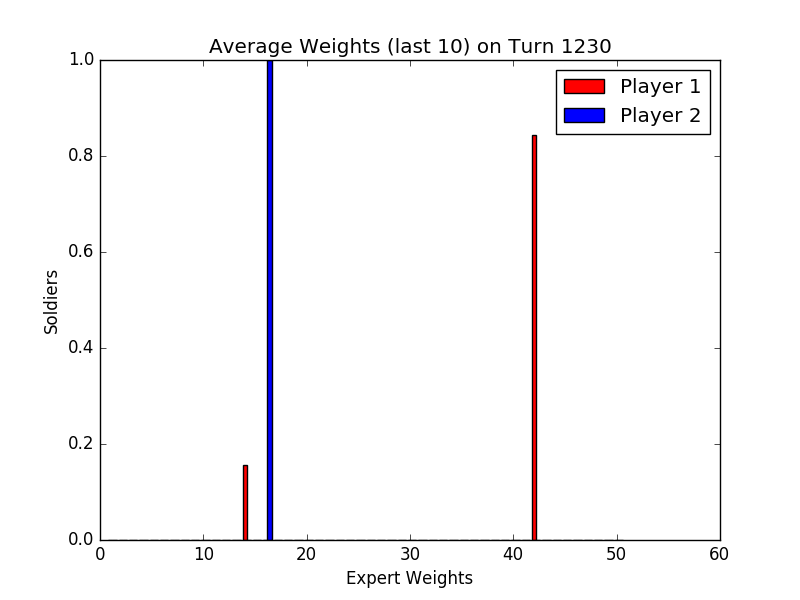 Average Weights (last 10) on Turn 1230
1.0
Player 1
Player 2
0.8
0.6
Soldiers
0.4
0.2
0.0
0 10 20 30 40 50 60
Expert Weights